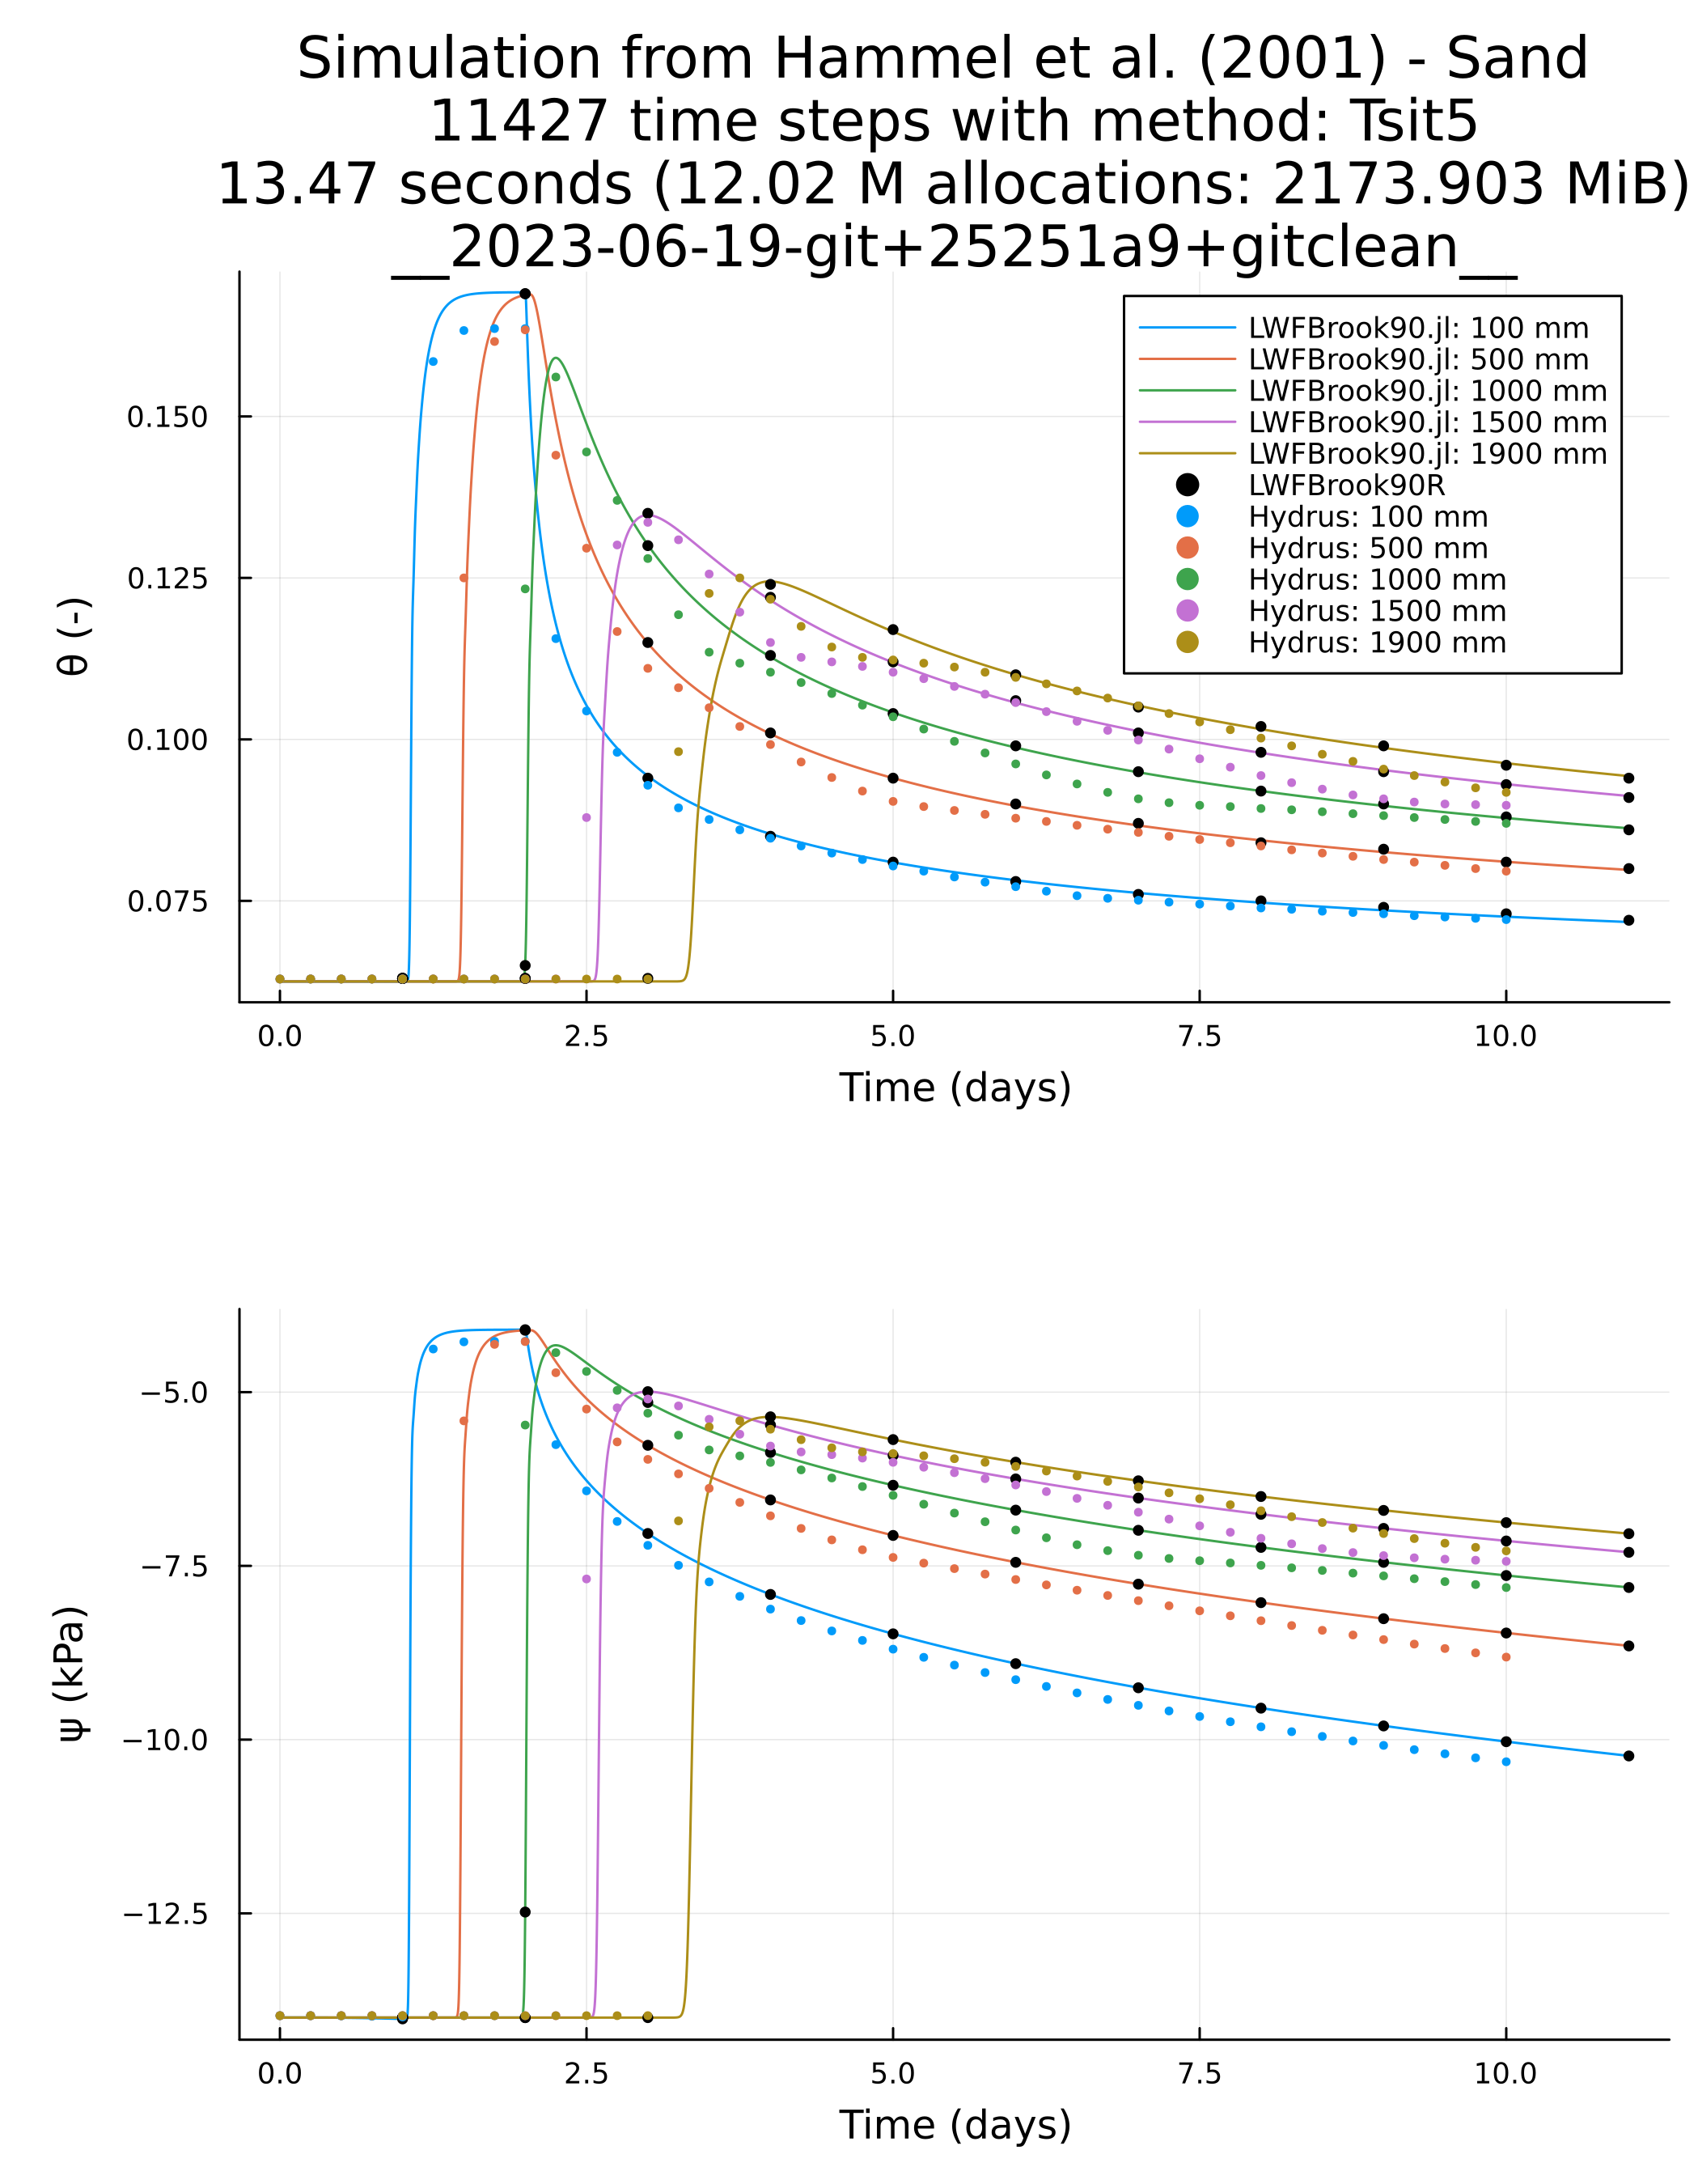 Simulation from Hammel et al. (2001) - Sand
11427 time steps with method: Tsit5
13.47 seconds (12.02 M allocations: 2173.903 MiB)
__2023-06-19-git+25251a9+gitclean__
LWFBrook90.jl: 100 mm
LWFBrook90.jl: 500 mm
LWFBrook90.jl: 1000 mm
LWFBrook90.jl: 1500 mm
LWFBrook90.jl: 1900 mm
LWFBrook90R
Hydrus: 100 mm
Hydrus: 500 mm
Hydrus: 1000 mm
Hydrus: 1500 mm
Hydrus: 1900 mm
θ (-)
0.150
0.125
0.100
0.075
0.0 2.5 5.0 7.5 10.0
Time (days)
ψ (kPa)
−5.0
−7.5
−10.0
−12.5
0.0 2.5 5.0 7.5 10.0
Time (days)